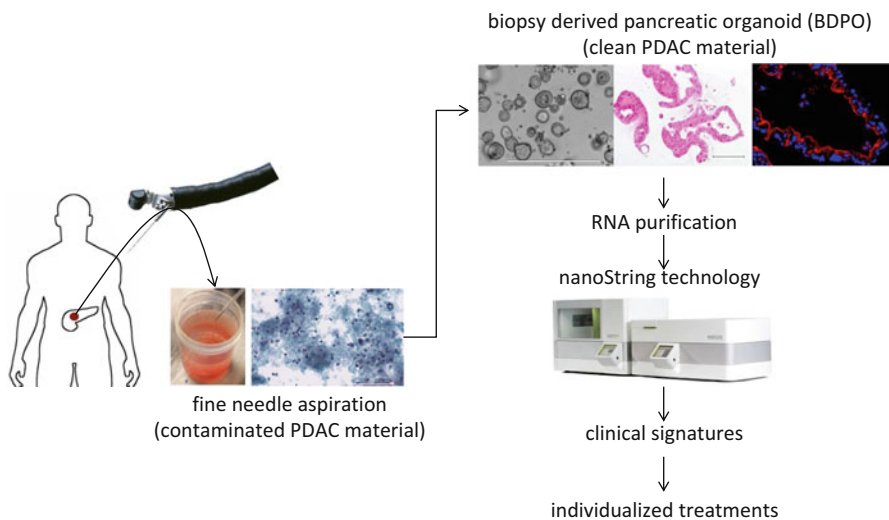 biopsy derived pancreatic organoid (BDPO)
(clean PDAC material)
RNA purification
nanoString technology
fine needle aspiration
(contaminated PDAC material)
clinical signatures
individualized treatments